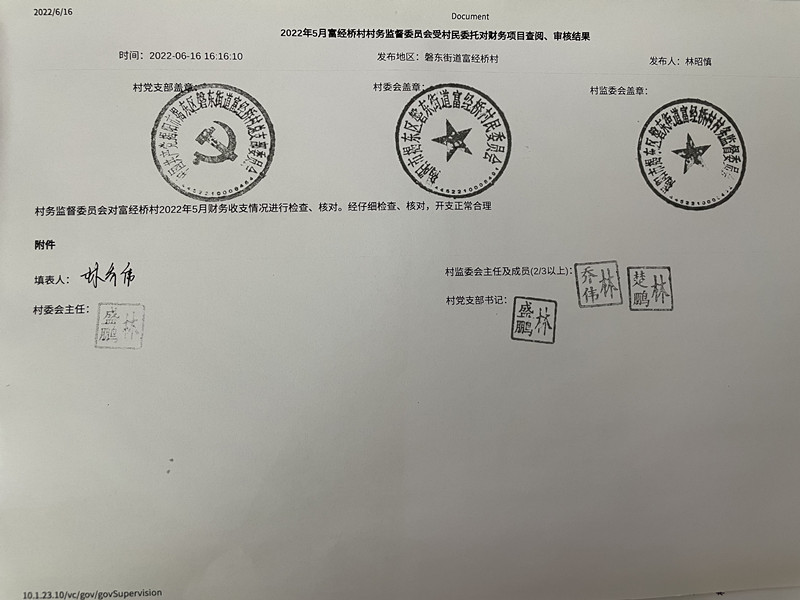 2022/6/16
Document
2022年5月富经桥村村务监督委员会受村民委托对财务项目查阅、审核结果
时间：2022-06-16 16:16:10 发布地区：磐东街道富经桥村 发布人：林昭慎
村党支部盖章： 村委会盖章： 村监委会盖章：
村务监督委员会对富经桥村2022年5月财务收支情况进行检查、核对。经仔细检查、核对，开支正常合理
附件
填表人：林乔伟 村监委会主任及成员(2/3以上)：林乔伟 林楚鹏
村委会主任：林盛鹏 村党支部书记：林盛鹏
10.1.23.10/vc/gov/govSupervision